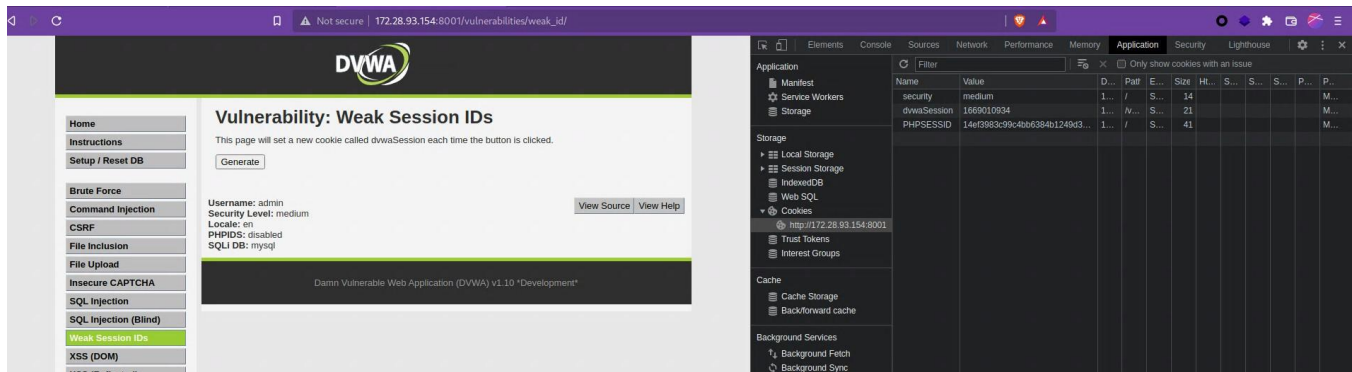 Not secure | 172.28.93.154:8001/vulnerabilities/weak_id/
DVWA
Home
Instructions
Setup / Reset DB
Brute Force
Command Injection
CSRF
File Inclusion
File Upload
Insecure CAPTCHA
SQL Injection
SQL Injection (Blind)
Weak Session IDs
XSS (DOM)
Vulnerability: Weak Session IDs
This page will set a new cookie called dvwaSession each time the button is clicked.
Generate
Username: admin
Security Level: medium
Locale: en
PHPIDS: disabled
SQLi DB: mysql
View Source View Help
Damn Vulnerable Web Application (DVWA) v1.10 *Development*
Elements Console Sources Network Performance Memory Application Security Lighthouse
Application
Manifest
Service Workers
Storage
Storage
Local Storage
Session Storage
IndexedDB
Web SQL
Cookies
http://172.28.93.154:8001
Trust Tokens
Interest Groups
Cache
Cache Storage
Back/forward cache
Background Services
Background Fetch
Background Sync
Filter Only show cookies with an issue
Name Value D... Patł E... Size Ht... S... S... S... P... P...
security medium 1... / S... 14 M...
dvwaSession 1669010934 1... /v... S... 21 M...
PHPSESSID 14ef3983c99c4bb6384b1249d3... 1... / S... 41 M...